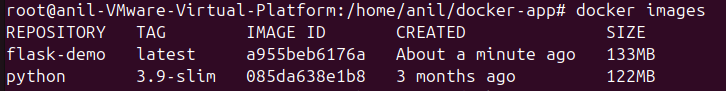 root@anil-VMware-Virtual-Platform:/home/anil/docker-app# docker images
REPOSITORY   TAG        IMAGE ID       CREATED              SIZE
flask-demo   latest     a955beb6176a   About a minute ago   133MB
python       3.9-slim   085da638e1b8   3 months ago         122MB